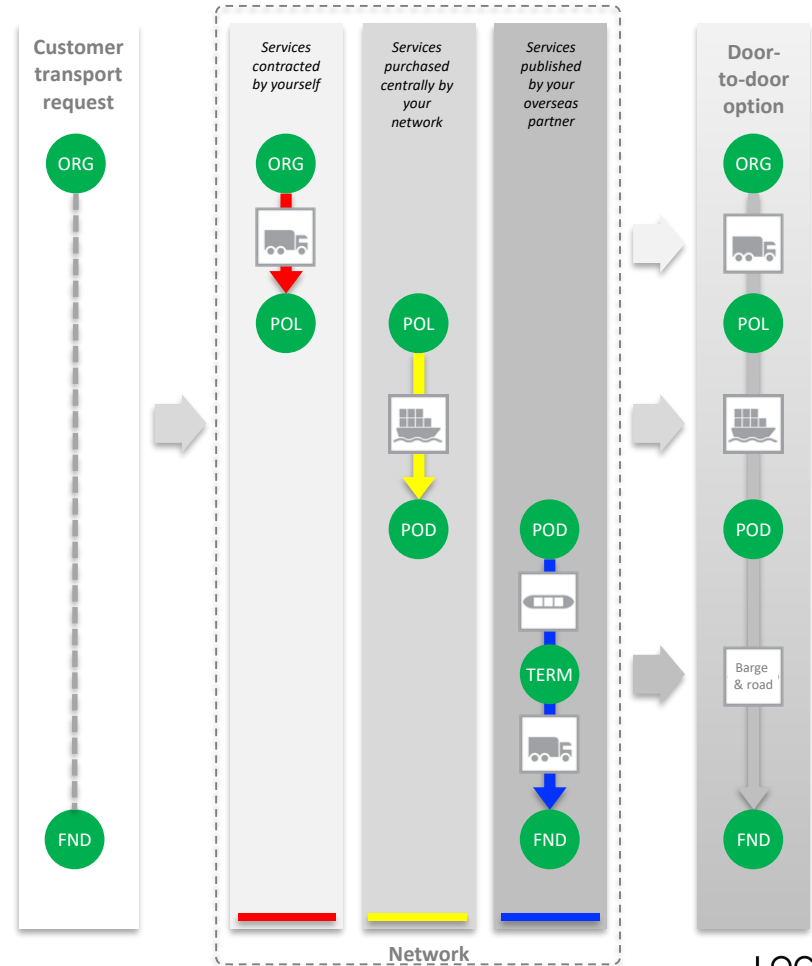 Customer
transport
request
ORG
FND
Services
contracted
by yourself
ORG
POL
Services
purchased
centrally by
your
network
POL
POD
Services
published
by your
overseas
partner
POD
TERM
FND
Network
Door-
to-door
option
ORG
POL
POD
Barge
& road
FND